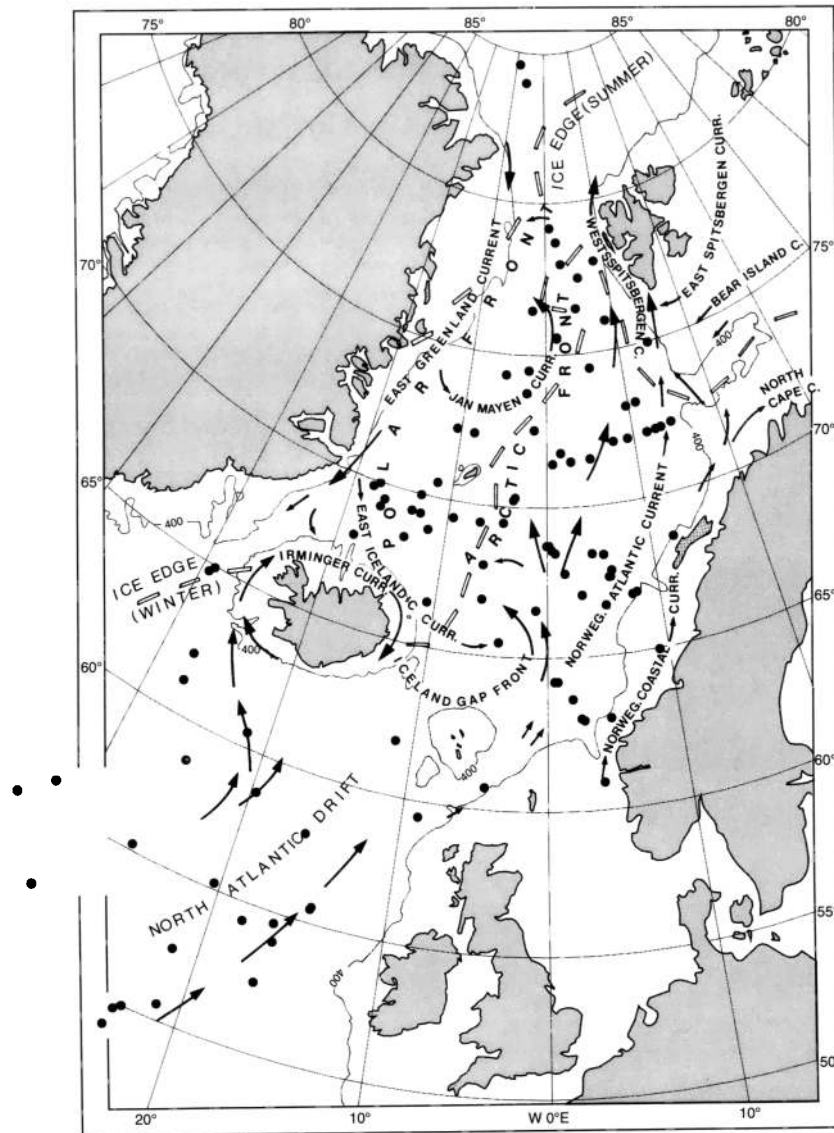 75°
80°
85°
85°
80°
ICE EDGE (SUMMER)
EAST SPITSBERGEN CURR.
WESTSSPITSBERGEN C.
BEAR ISLAND C.
75°
70°
EAST GREENLAND CURRENT
POLAR FRONT
JAN MAYEN CURR.
ARCTIC FRONT
400
NORTH
CAPE C.
70°
65°
400
400
EAST ICELANDIC CURR.
IRMINGER CURR.
ICE EDGE
(WINTER)
400
NORWEG. ATLANTIC CURRENT
65°
60°
ICELAND GAP FRONT
NORWEG. COASTAL CURR.
400
60°
NORTH ATLANTIC DRIFT
55°
400
50°
20°
10°
W 0°E
10°